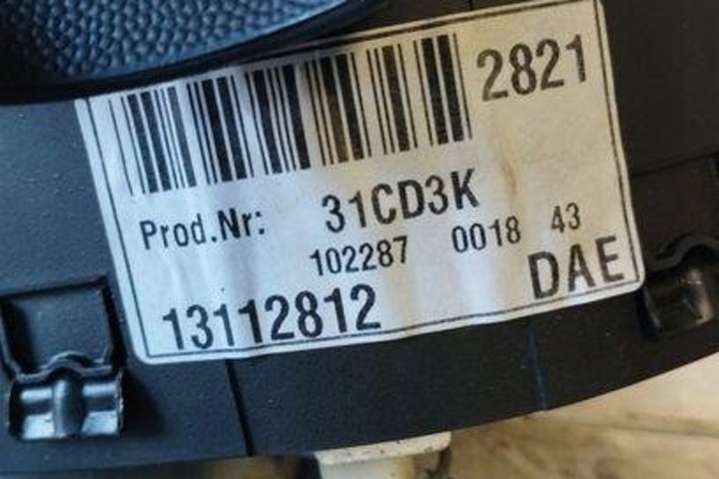 2821
Prod.Nr: 31CD3K
102287 0018 43
13112812 DAE